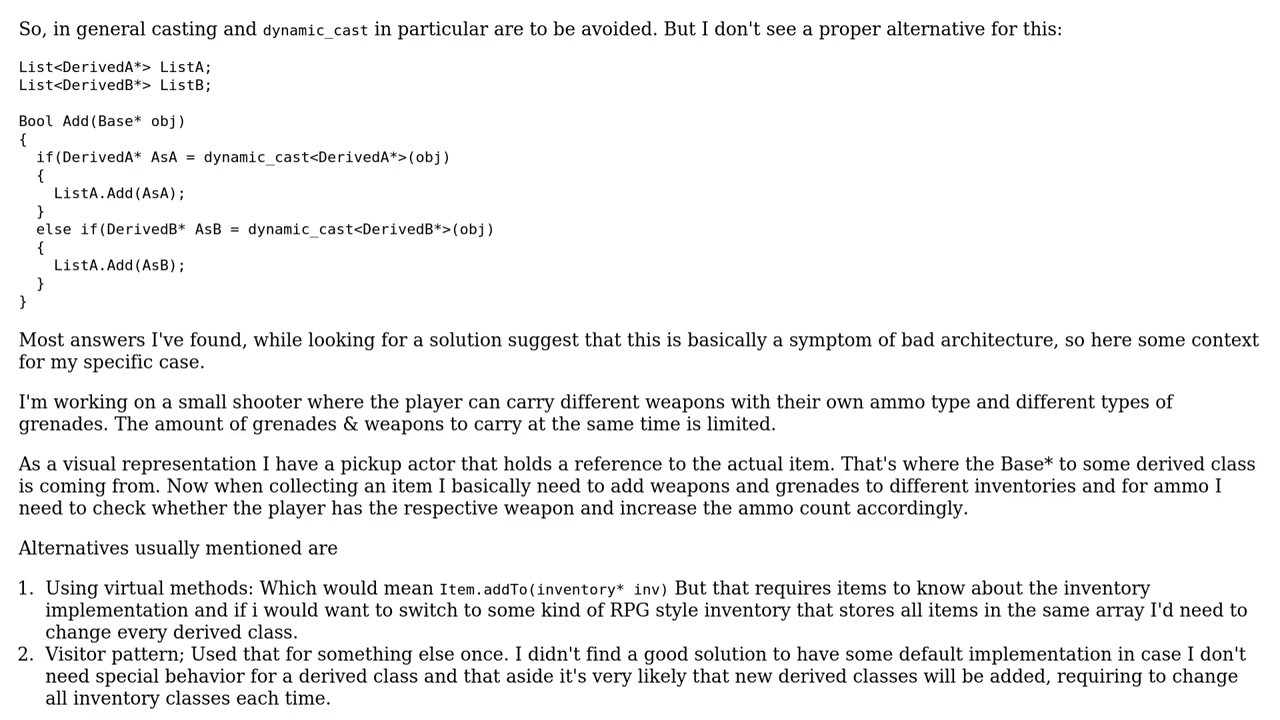 So, in general casting and dynamic_cast in particular are to be avoided. But I don't see a proper alternative for this:
List<DerivedA*> ListA;
List<DerivedB*> ListB;
Bool Add(Base* obj)
{
if(DerivedA* AsA = dynamic_cast<DerivedA*>(obj)
{
ListA.Add(AsA);
}
else if(DerivedB* AsB = dynamic_cast<DerivedB*>(obj)
{
ListA.Add(AsB);
}
}
Most answers I've found, while looking for a solution suggest that this is basically a symptom of bad architecture, so here some context
for my specific case.
I'm working on a small shooter where the player can carry different weapons with their own ammo type and different types of
grenades. The amount of grenades & weapons to carry at the same time is limited.
As a visual representation I have a pickup actor that holds a reference to the actual item. That's where the Base* to some derived class
is coming from. Now when collecting an item I basically need to add weapons and grenades to different inventories and for ammo I
need to check whether the player has the respective weapon and increase the ammo count accordingly.
Alternatives usually mentioned are
1. Using virtual methods: Which would mean Item.addTo(inventory* inv) But that requires items to know about the inventory
implementation and if i would want to switch to some kind of RPG style inventory that stores all items in the same array I'd need to
change every derived class.
2. Visitor pattern; Used that for something else once. I didn't find a good solution to have some default implementation in case I don't
need special behavior for a derived class and that aside it's very likely that new derived classes will be added, requiring to change
all inventory classes each time.